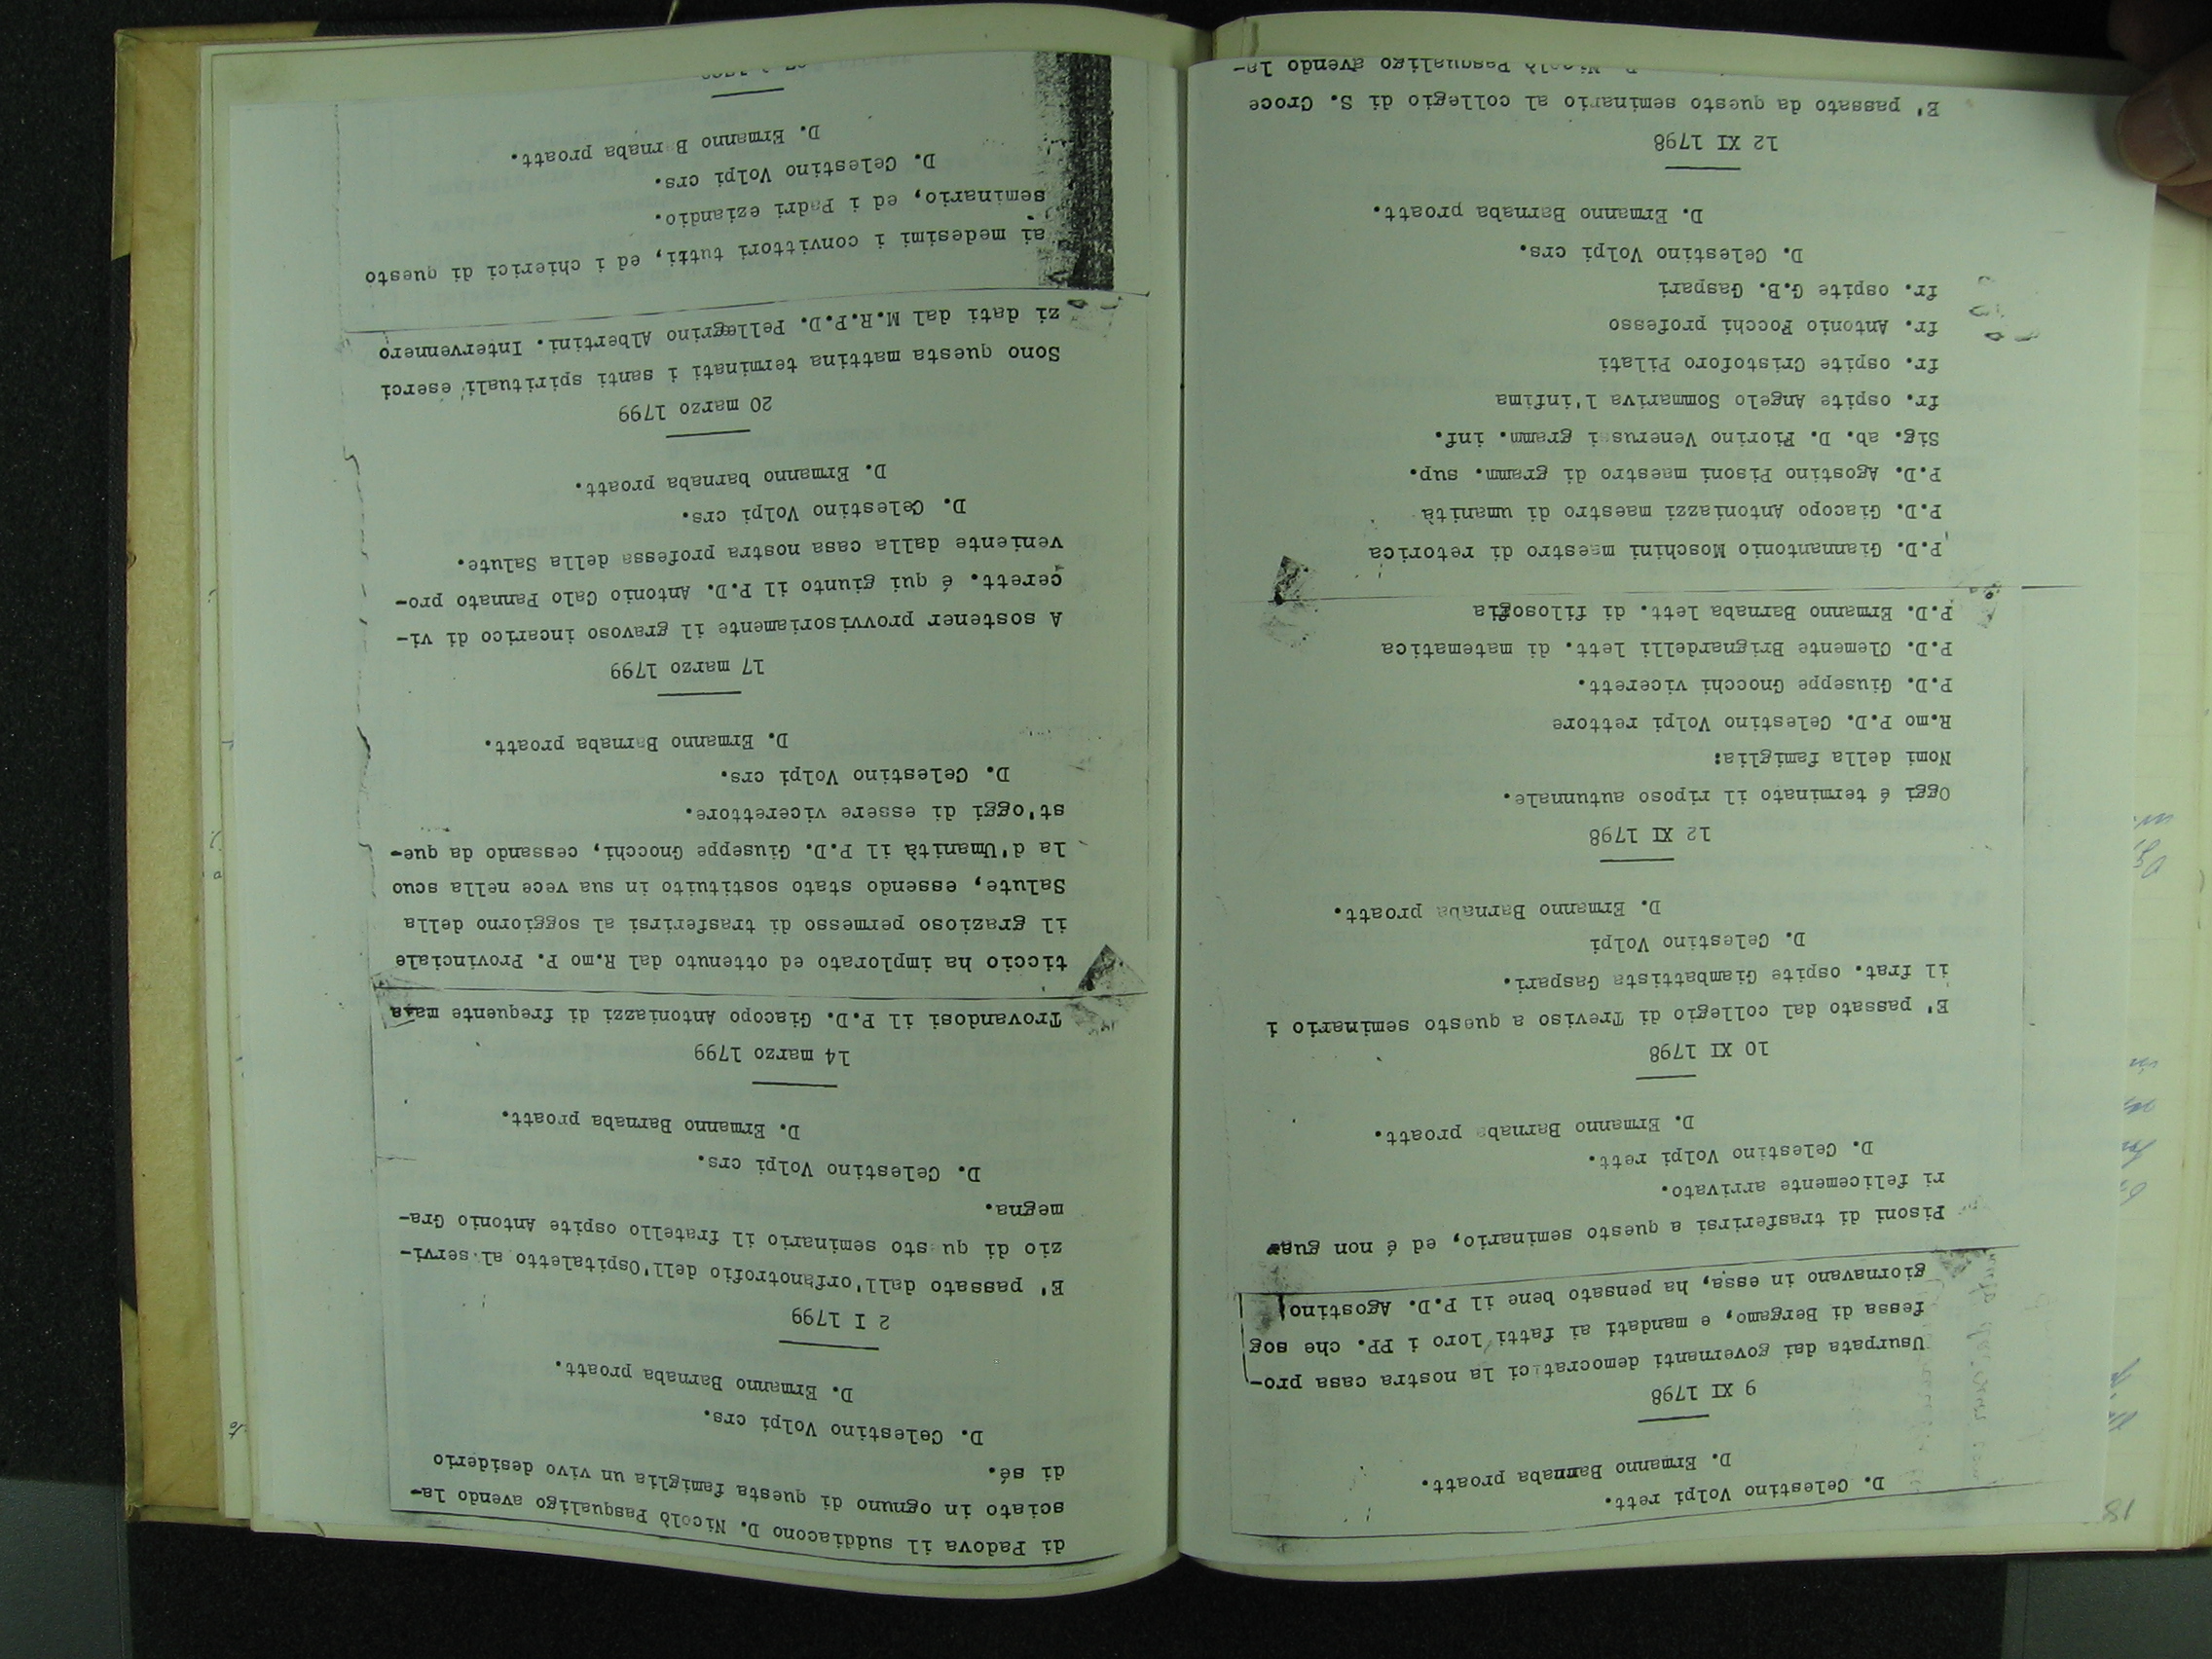 18
D. Celestino Volpi rett.
D. Ermanno Barnaba proatt.
9 XI 1798
Usurpata dai governanti democratici la nostra casa pro-
fessa di Bergamo, e mandati ai fatti loro i PP. che sog
giornavano in essa, ha pensato bene il P.D. Agostino
Pisoni di trasferirsi a questo seminario, ed é non gua
ri felicemente arrivato.
D. Celestino Volpi rett.
D. Ermanno Barnaba proatt.
10 XI 1798
E' passato dal collegio di Treviso a questo seminario i
il frat. ospite Giambattista Gaspari.
D. Celestino Volpi
D. Ermanno Barnaba proatt.
12 XI 1798
Oggi é terminato il riposo autunnale.
Nomi della famiglia:
R.mo P.D. Celestino Volpi rettore
P.D. Giuseppe Gnocchi vicerett.
P.D. Clemente Brignardelli lett. di matematica
P.D. Ermanno Barnaba lett. di filosogia
P.D. Giannantonio Moschini maestro di retorica
P.D. Giacopo Antoniazzi maestro di umanità
P.D. Agostino Pisoni maestro di gramm. sup.
Sig. ab. D. Fiorino Venerusi gramm. inf.
fr. ospite Angelo Sommariva l'infima
fr. ospite Cristoforo Pilati
fr. Antonio Pocchi professo
fr. ospite G.B. Gaspari
D. Celestino Volpi crs.
D. Ermanno Barnaba proatt.
12 XI 1798
E' passato da questo seminario al collegio di S. Croce
D. Nicolò Pasqualigo avendo la-
di Padova il suddiacono D. Nicolò Pasqualigo avendo la-
sciato in ognuno di questa famiglia un vivo desiderio
di sé.
D. Celestino Volpi crs.
D. Ermanno Barnaba proatt.
2 I 1799
E' passato dall'orfanotrofio dell'Ospitaletto al servi-
zio di questo seminario il fratello ospite Antonio Gra-
megna.
D. Celestino Volpi crs.
D. Ermanno Barnaba proatt.
14 marzo 1799
Trovandosi il P.D. Giacopo Antoniazzi di frequente mala
ticcio ha implorato ed ottenuto dal R.mo P. Provinciale
il grazioso permesso di trasferirsi al soggiorno della
Salute, essendo stato sostituito in sua vece nella scuo
la d'Umanità il P.D. Giuseppe Gnocchi, cessando da que-
st'oggi di essere vicerettore.
D. Celestino Volpi crs.
D. Ermanno Barnaba proatt.
17 marzo 1799
A sostener provvisoriamente il gravoso incarico di vi-
cerett. é qui giunto il P.D. Antonio Calo Pannato pro-
veniente dalla casa nostra professa della Salute.
D. Celestino Volpi crs.
D. Ermanno barnaba proatt.
20 marzo 1799
Sono questa mattina terminati i santi spirituali eserci
zi dati dal M.R.P.D. Pellegrino Albertini. Intervennero
ai medesimi i convittori tutti, ed i chierici di questo
seminario, ed i Padri eziandio.
D. Celestino Volpi crs.
D. Ermanno Barnaba proatt.